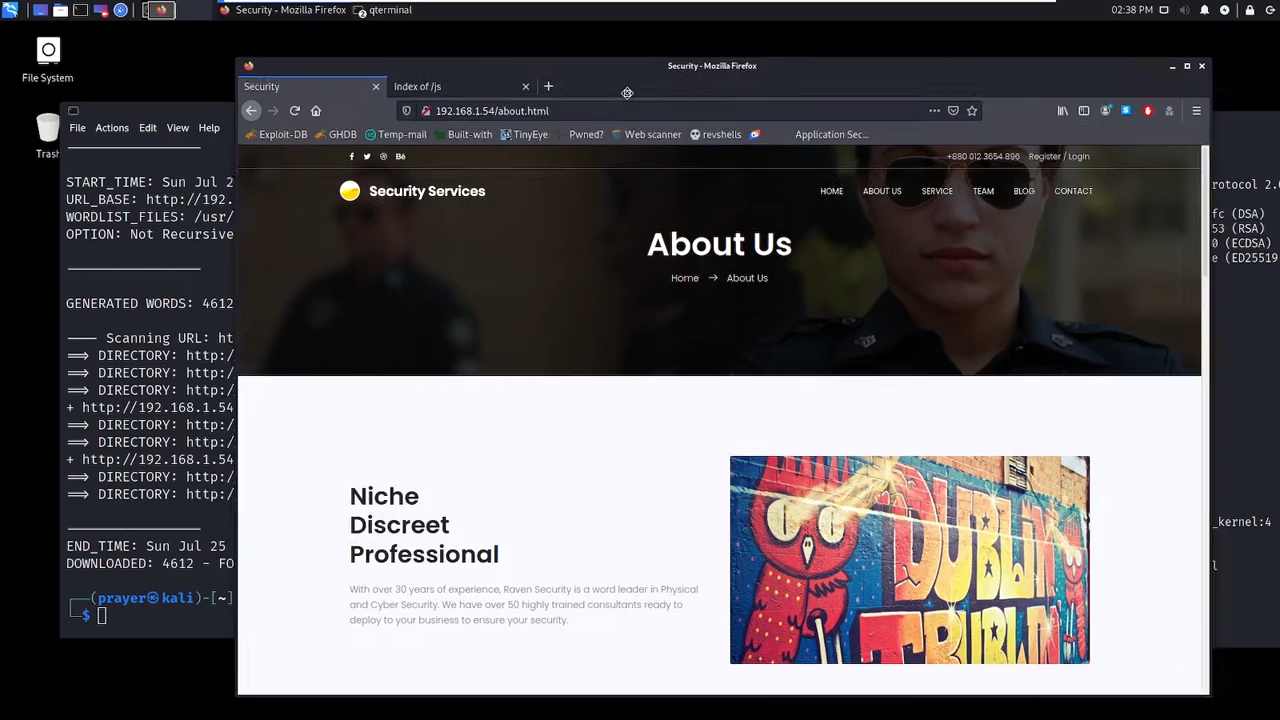 Security - Mozilla Firefox
qterminal
02:38 PM
File System
Trash
File Actions Edit View Help
START_TIME: Sun Jul 2
URL_BASE: http://192.
WORDLIST_FILES: /usr/
OPTION: Not Recursive
GENERATED WORDS: 4612
Scanning URL: ht
==> DIRECTORY: http:/
==> DIRECTORY: http:/
==> DIRECTORY: http:/
+ http://192.168.1.54
==> DIRECTORY: http:/
==> DIRECTORY: http:/
+ http://192.168.1.54
==> DIRECTORY: http:/
==> DIRECTORY: http:/
END_TIME: Sun Jul 25
DOWNLOADED: 4612 - FO
(prayer㉿kali)-[~]
$
Security - Mozilla Firefox
Security
Index of /js
192.168.1.54/about.html
Exploit-DB GHDB Temp-mail Built-with TinyEye Pwned? Web scanner revshells Application Sec...
+880 012 3654 896 Register / Login
Security Services
HOME ABOUT US SERVICE TEAM BLOG CONTACT
About Us
Home → About Us
Niche
Discreet
Professional
With over 30 years of experience, Raven Security is a word leader in Physical
and Cyber Security. We have over 50 highly trained consultants ready to
deploy to your business to ensure your security.
DUBLIN
rotocol 2.0
fc (DSA)
53 (RSA)
0 (ECDSA)
e (ED25519
_kernel:4